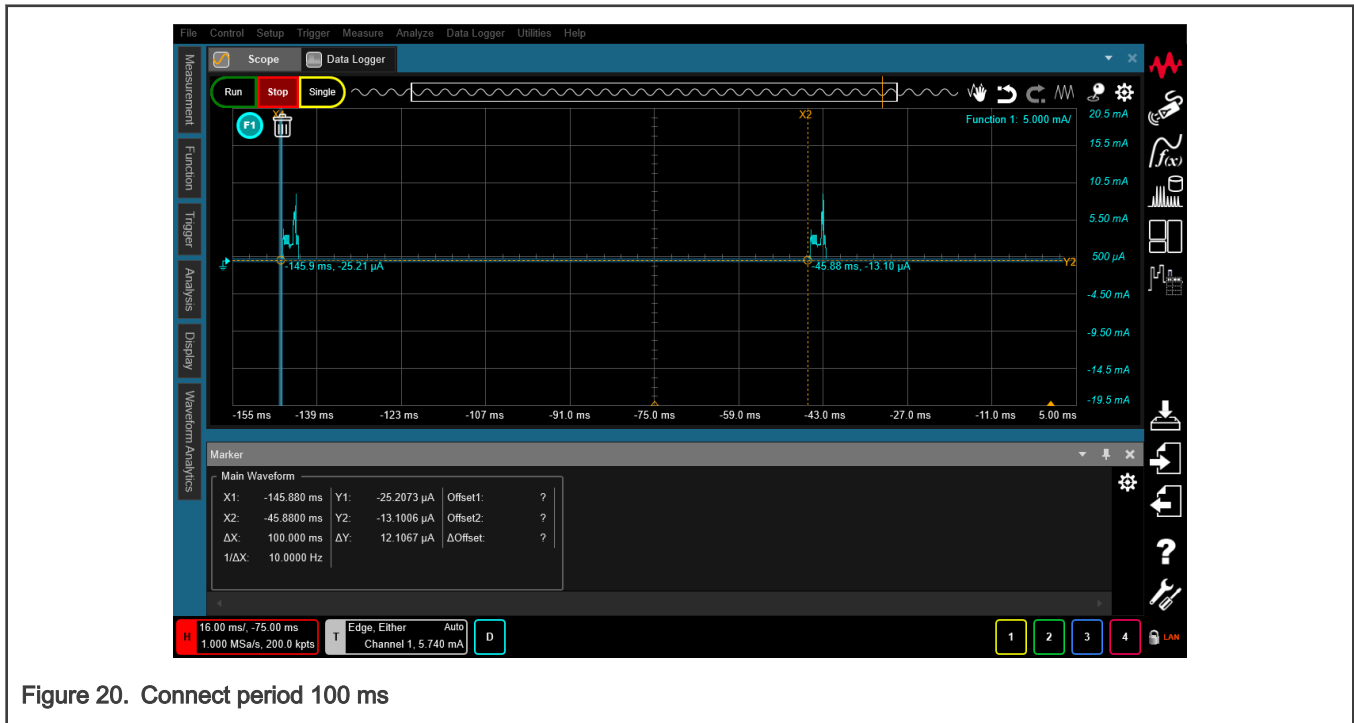 File Control Setup Trigger Measure Analyze Data Logger Utilities Help
Scope Data Logger
Run Stop Single
Measurement
Function
Trigger
Analysis
Display
Waveform Analytics
F1
X2
Function 1: 5.000 mA/
20.5 mA
15.5 mA
10.5 mA
5.50 mA
500 µA
-4.50 mA
-9.50 mA
-14.5 mA
-19.5 mA
-145.9 ms, -25.21 µA
-45.88 ms, -13.10 µA
Y2
-155 ms -139 ms -123 ms -107 ms -91.0 ms -75.0 ms -59.0 ms -43.0 ms -27.0 ms -11.0 ms 5.00 ms
f(x)
Marker
Main Waveform
X1: -145.880 ms Y1: -25.2073 µA Offset1: ?
X2: -45.8800 ms Y2: -13.1006 µA Offset2: ?
ΔX: 100.000 ms ΔY: 12.1067 µA ΔOffset: ?
1/ΔX: 10.0000 Hz
?
H
16.00 ms/, -75.00 ms
1.000 MSa/s, 200.0 kpts
T
Edge, Either Auto
Channel 1, 5.740 mA
D
1 2 3 4
LAN
Figure 20. Connect period 100 ms